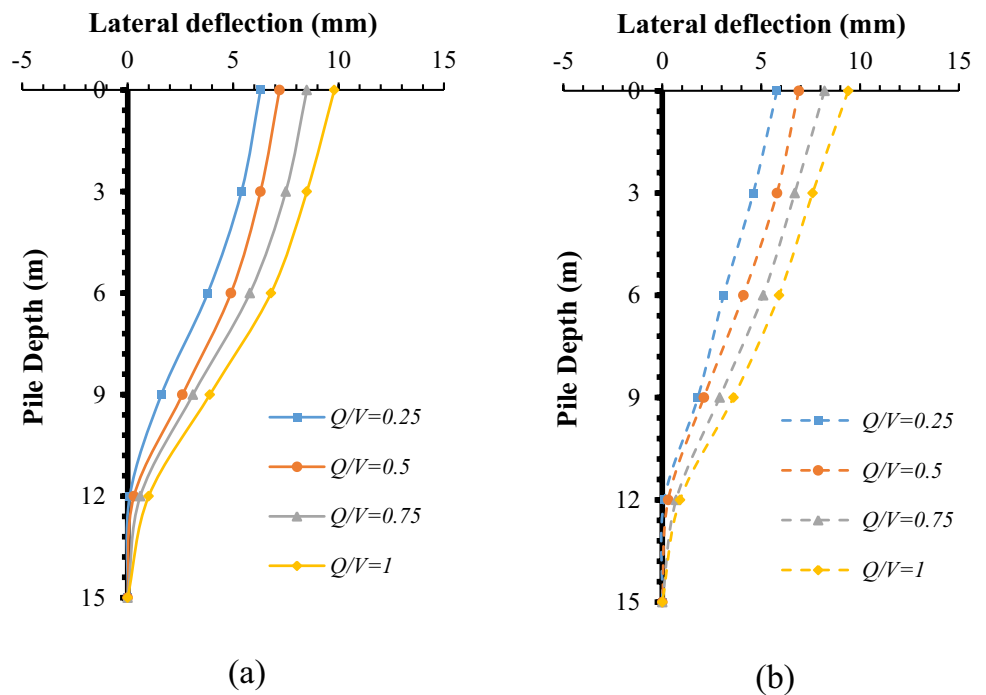 Lateral deflection (mm)
-5 0 5 10 15
0
3
6
9
12
15
Pile Depth (m)
Q/V=0.25
Q/V=0.5
Q/V=0.75
Q/V=1
(a)
Lateral deflection (mm)
-5 0 5 10 15
0
3
6
9
12
15
Pile Depth (m)
Q/V=0.25
Q/V=0.5
Q/V=0.75
Q/V=1
(b)